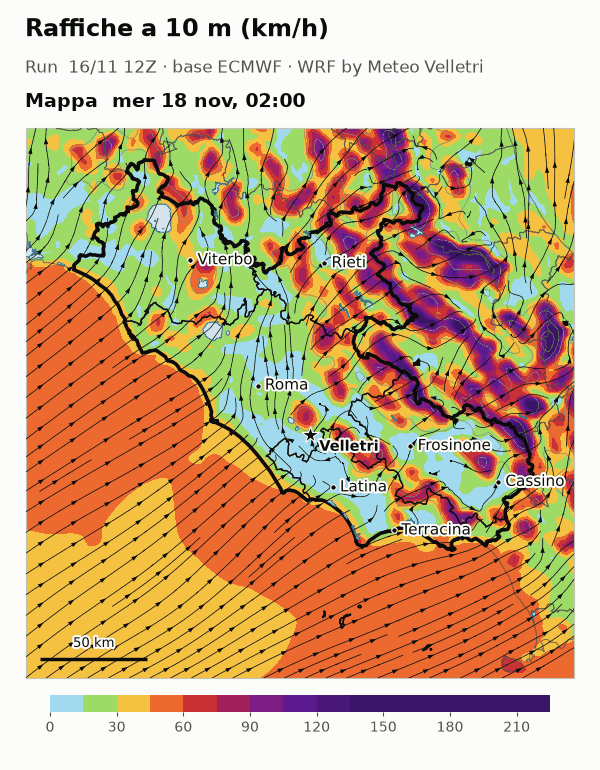 Raffiche a 10 m (km/h)
Run  16/11 12Z · base ECMWF · WRF by Meteo Velletri
Mappa  mer 18 nov, 02:00
Viterbo
Rieti
Roma
Velletri
Frosinone
Latina
Cassino
Terracina
50 km
0 30 60 90 120 150 180 210